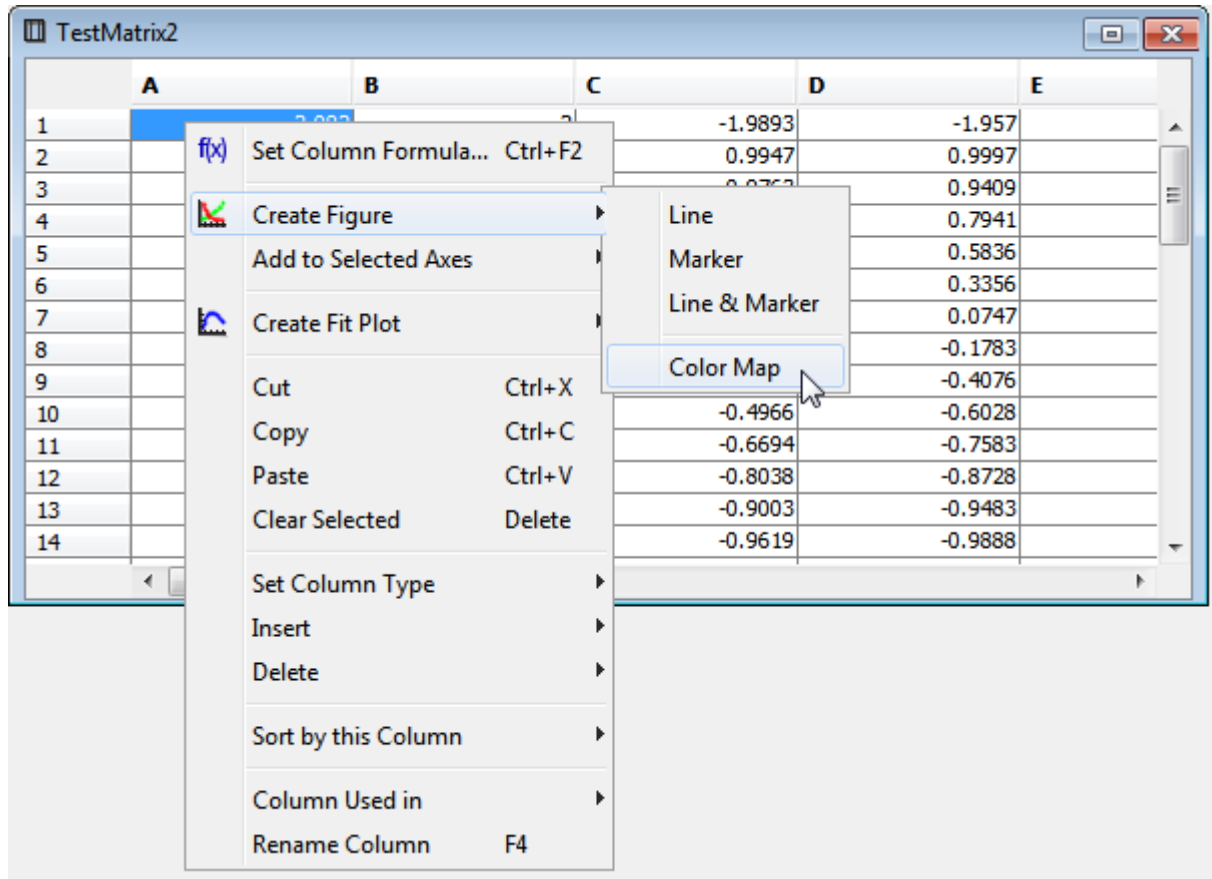 TestMatrix2
A B C D E
1 -1.9893 -1.957
2 0.9947 0.9997
3 0.9409
4 0.7941
5 0.5836
6 0.3356
7 0.0747
8 -0.1783
9 -0.4076
10 -0.4966 -0.6028
11 -0.6694 -0.7583
12 -0.8038 -0.8728
13 -0.9003 -0.9483
14 -0.9619 -0.9888
f(x) Set Column Formula... Ctrl+F2
Create Figure
Add to Selected Axes
Create Fit Plot
Cut Ctrl+X
Copy Ctrl+C
Paste Ctrl+V
Clear Selected Delete
Set Column Type
Insert
Delete
Sort by this Column
Column Used in
Rename Column F4
Line
Marker
Line & Marker
Color Map